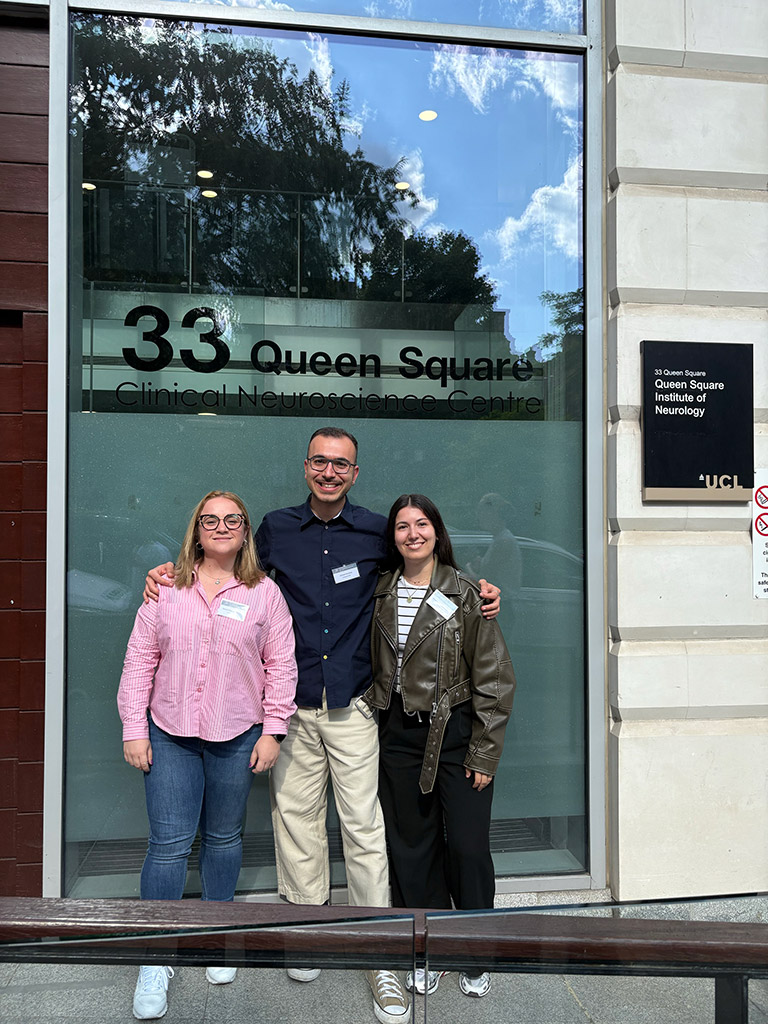 33 Queen Square
Clinical Neuroscience Centre
33 Queen Square
Queen Square
Institute of
Neurology
UCL